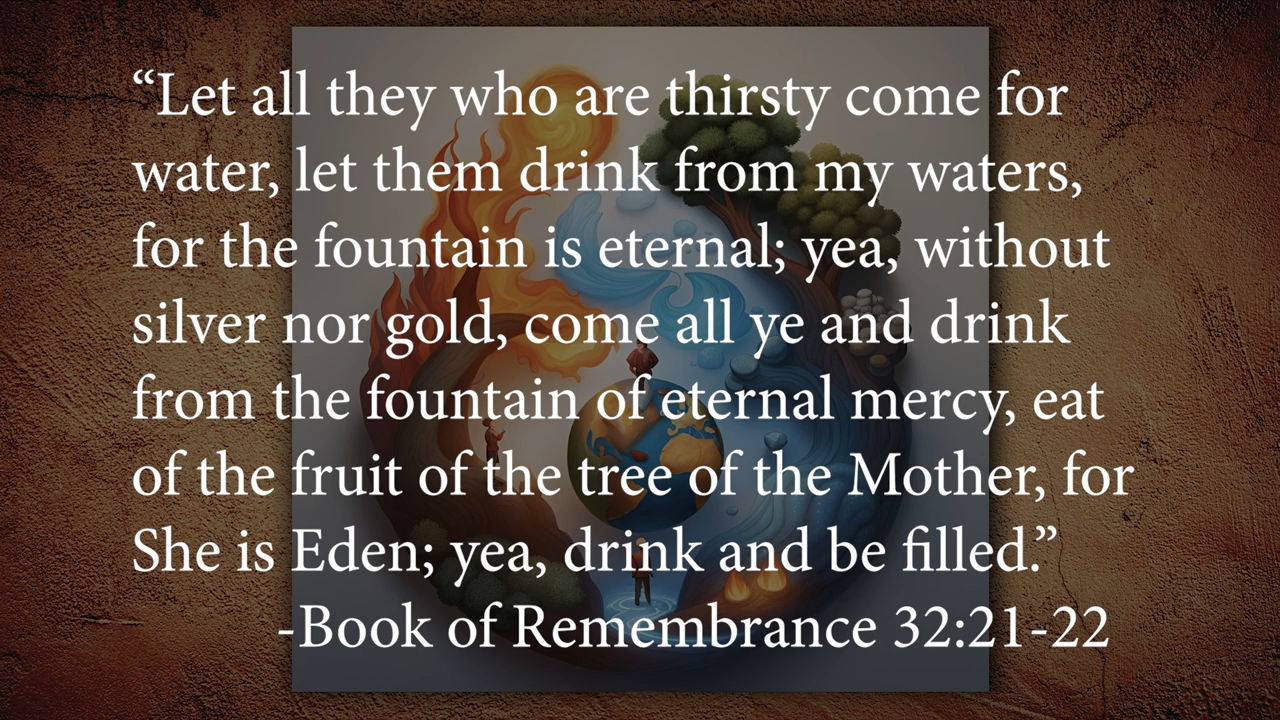 “Let all they who are thirsty come for
water, let them drink from my waters,
for the fountain is eternal; yea, without
silver nor gold, come all ye and drink
from the fountain of eternal mercy, eat
of the fruit of the tree of the Mother, for
She is Eden; yea, drink and be filled.”
-Book of Remembrance 32:21-22